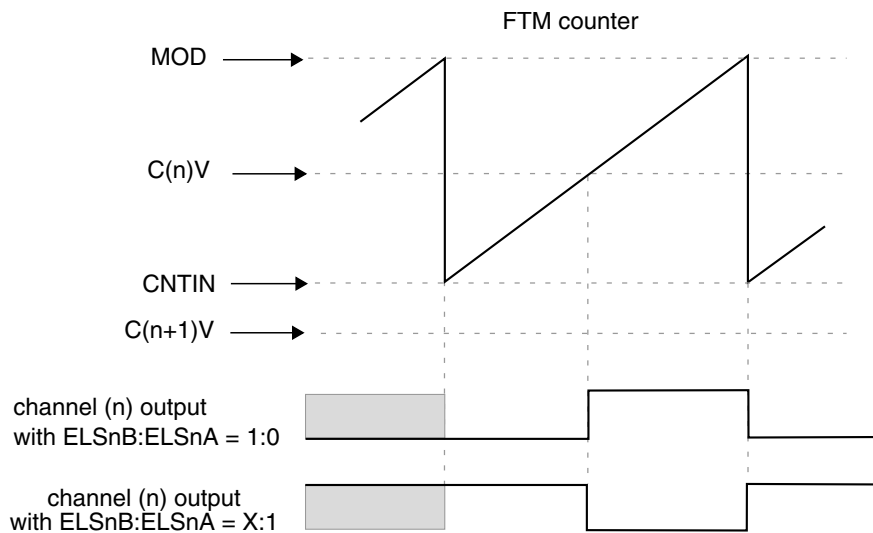 FTM counter
MOD
C(n)V
CNTIN
C(n+1)V
channel (n) output
with ELSnB:ELSnA = 1:0
channel (n) output
with ELSnB:ELSnA = X:1